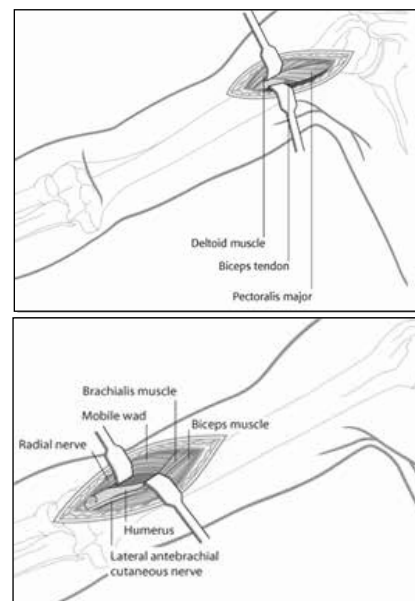 Deltoid muscle
Biceps tendon
Pectoralis major
Brachialis muscle
Mobile wad
Biceps muscle
Radial nerve
Humerus
Lateral antebrachial
cutaneous nerve